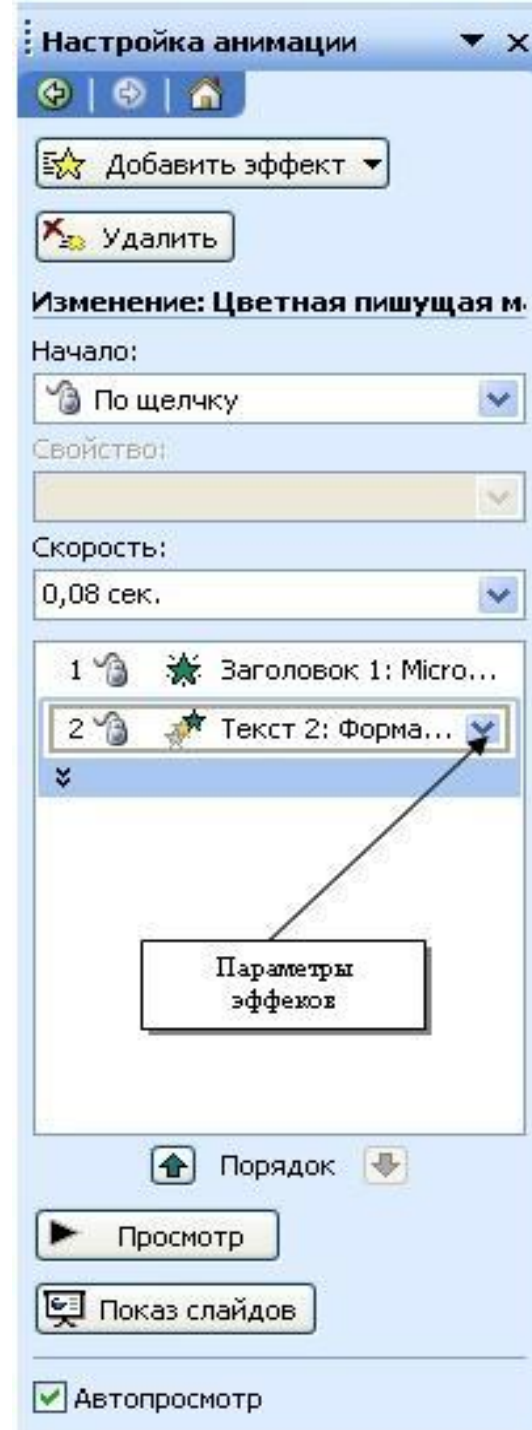 Настройка анимации
Добавить эффект
Удалить
Изменение: Цветная пишущая м
Начало:
По щелчку
Свойство:
Скорость:
0,08 сек.
1 Заголовок 1: Micro...
2 Текст 2: Форма...
Параметры
эффеков
Порядок
Просмотр
Показ слайдов
Автопросмотр